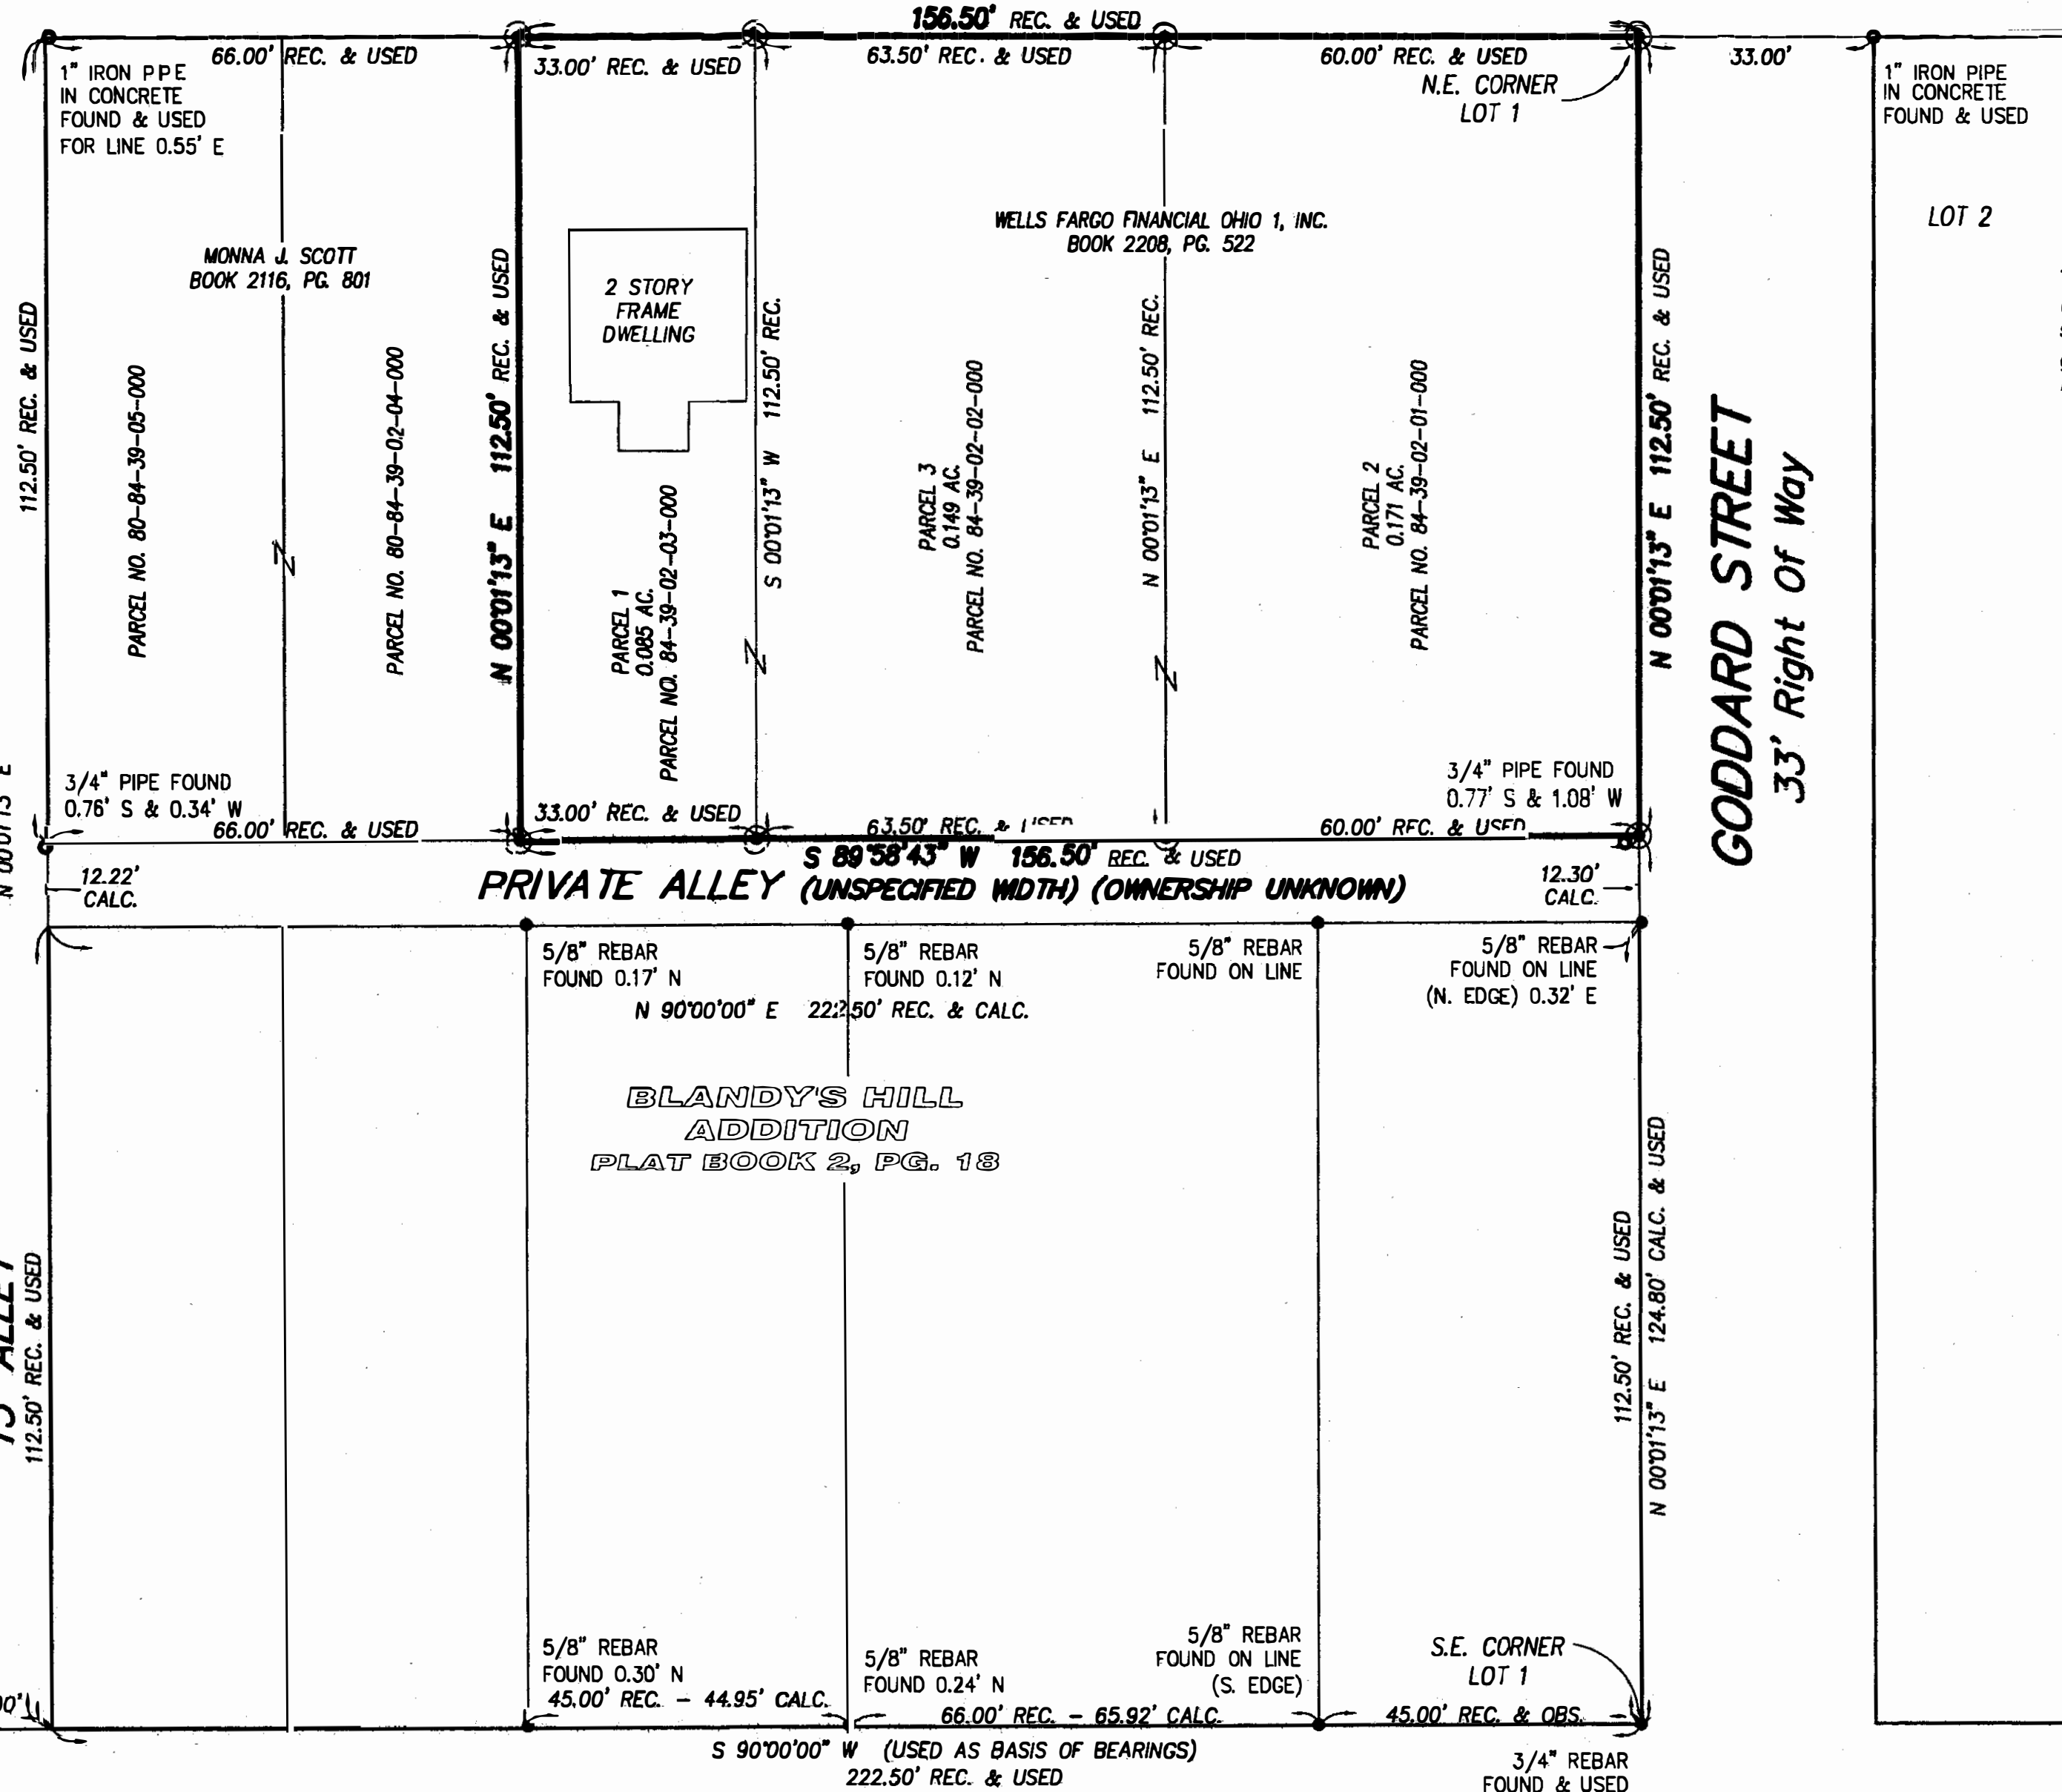 156.50' REC. & USED
66.00' REC. & USED
33.00' REC. & USED
63.50' REC. & USED
60.00' REC. & USED
33.00'
1" IRON P PE
IN CONCRETE
FOUND & USED
FOR LINE 0.55' E
N.E. CORNER
LOT 1
1" IRON PIPE
IN CONCRETE
FOUND & USED
LOT 2
MONNA J. SCOTT
BOOK 2116, PG. 801
WELLS FARGO FINANCIAL OHIO 1, INC.
BOOK 2208, PG. 522
2 STORY
FRAME
DWELLING
112.50' REC. & USED
PARCEL NO. 80-84-39-05-000
PARCEL NO. 80-84-39-02-04-000
N 00°01'13" E 112.50' REC. & USED
PARCEL 1
0.085 AC.
PARCEL NO. 84-39-02-03-000
S 00°01'13" W 112.50' REC.
PARCEL 3
0.149 AC.
PARCEL NO. 84-39-02-02-000
N 00°01'13" E 112.50' REC.
PARCEL 2
0.171 AC.
PARCEL NO. 84-39-02-01-000
N 00°01'13" E 112.50' REC. & USED
GODDARD STREET
33' Right Of Way
3/4" PIPE FOUND
0.76' S & 0.34' W
3/4" PIPE FOUND
0.77' S & 1.08' W
66.00' REC. & USED
33.00' REC. & USED
63.50' REC. & USED
60.00' REC. & USED
S 89°58'43" W 156.50' REC. & USED
12.22'
CALC.
PRIVATE ALLEY (UNSPECIFIED WIDTH) (OWNERSHIP UNKNOWN)
12.30'
CALC.
5/8" REBAR
FOUND 0.17' N
5/8" REBAR
FOUND 0.12' N
5/8" REBAR
FOUND ON LINE
5/8" REBAR
FOUND ON LINE
(N. EDGE) 0.32' E
N 90°00'00" E 222.50' REC. & CALC.
BLANDY'S HILL
ADDITION
PLAT BOOK 2, PG. 18
ALLEY
112.50' REC. & USED
112.50' REC. & USED
N 00°01'13" E 124.80' CALC. & USED
5/8" REBAR
FOUND 0.30' N
5/8" REBAR
FOUND 0.24' N
5/8" REBAR
FOUND ON LINE
(S. EDGE)
S.E. CORNER
LOT 1
45.00' REC. - 44.95' CALC.
66.00' REC. - 65.92' CALC.
45.00' REC. & OBS.
S 90°00'00" W (USED AS BASIS OF BEARINGS)
222.50' REC. & USED
3/4" REBAR
FOUND & USED